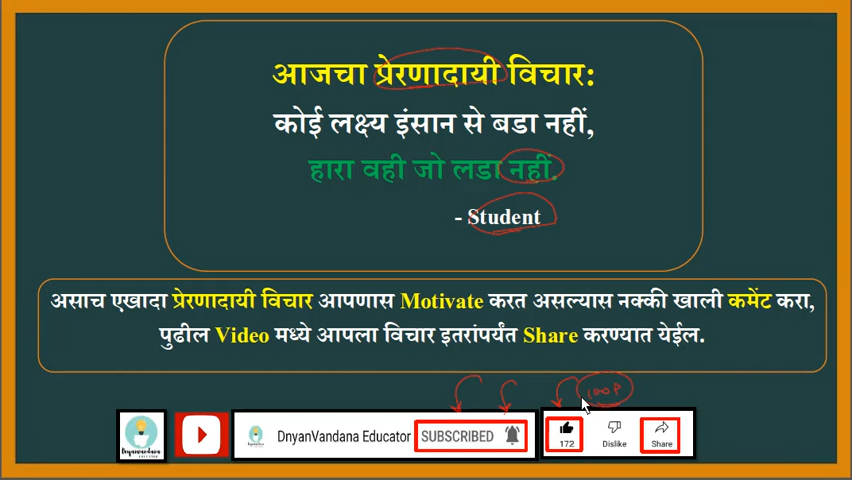 आजचा प्रेरणादायी विचार:
कोई लक्ष्य इंसान से बडा नहीं,
हारा वही जो लडा नहीं.
- Student
असाच एखादा प्रेरणादायी विचार आपणास Motivate करत असल्यास नक्की खाली कमेंट करा,
पुढील Video मध्ये आपला विचार इतरांपर्यंत Share करण्यात येईल.
DnyanVandana Educator SUBSCRIBED
172 Dislike Share
Dnyanvandana